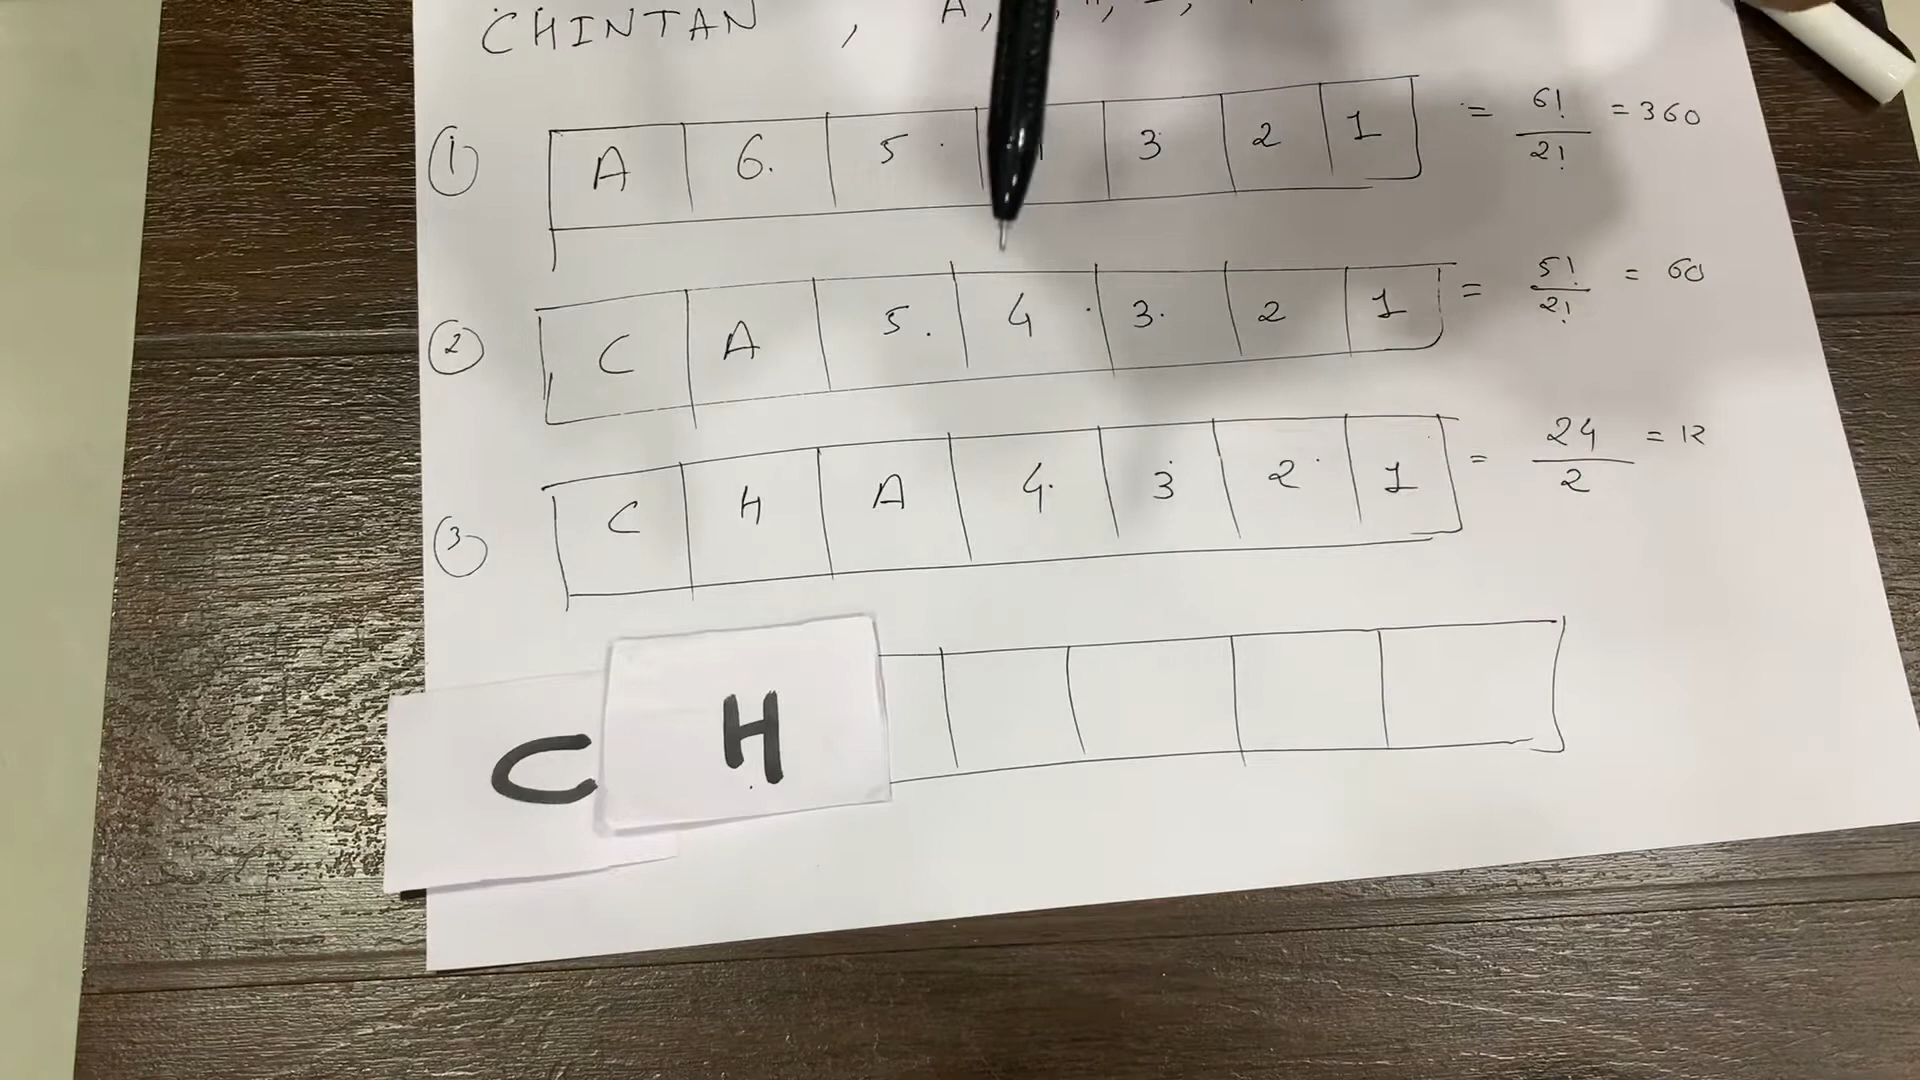 CHINTAN , A,
① A 6. 5 3 2 1 = 6!/2! = 360
② C A 5. 4 3. 2 1 = 5!/2! = 60
③ C H A 4. 3 2 1 = 24/2 = 12
C H